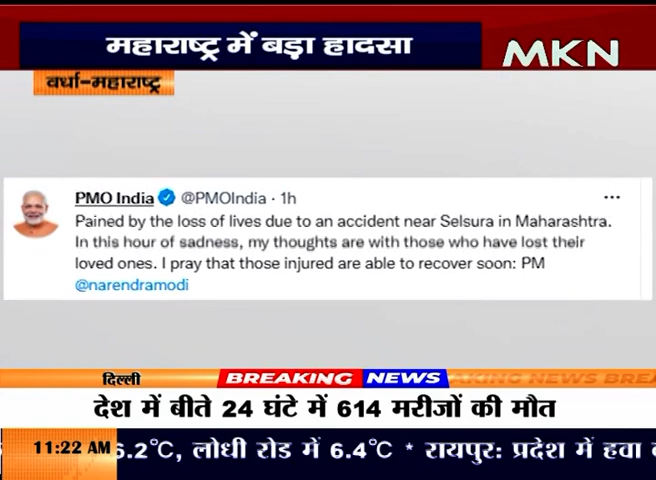 महाराष्ट्र में बड़ा हादसा
MKN
वर्धा-महाराष्ट्र
PMO India @PMOIndia · 1h
Pained by the loss of lives due to an accident near Selsura in Maharashtra.
In this hour of sadness, my thoughts are with those who have lost their
loved ones. I pray that those injured are able to recover soon: PM
@narendramodi
दिल्ली
BREAKING NEWS
देश में बीते 24 घंटे में 614 मरीजों की मौत
11:22 AM 6.2°C, लोधी रोड में 6.4°C * रायपुर: प्रदेश में हवा